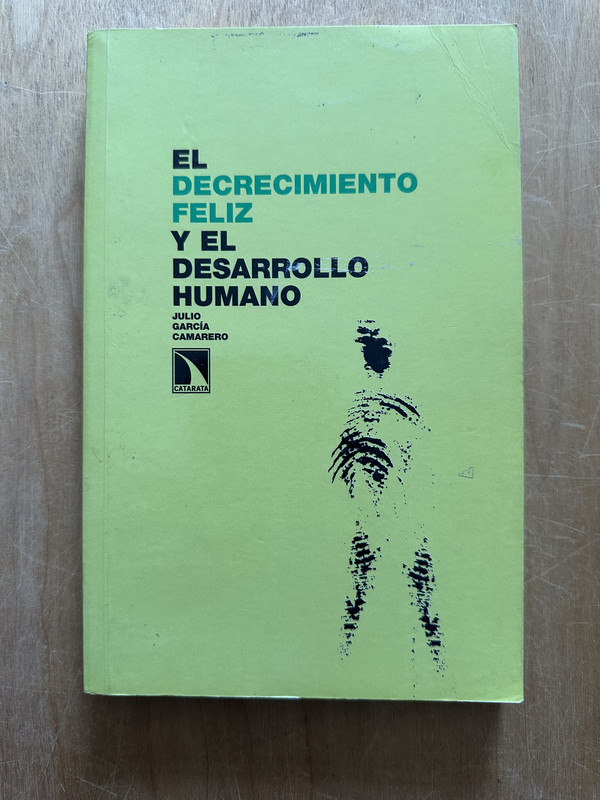 EL
DECRECIMIENTO
FELIZ
Y EL
DESARROLLO
HUMANO
JULIO
GARCÍA
CAMARERO
CATARATA